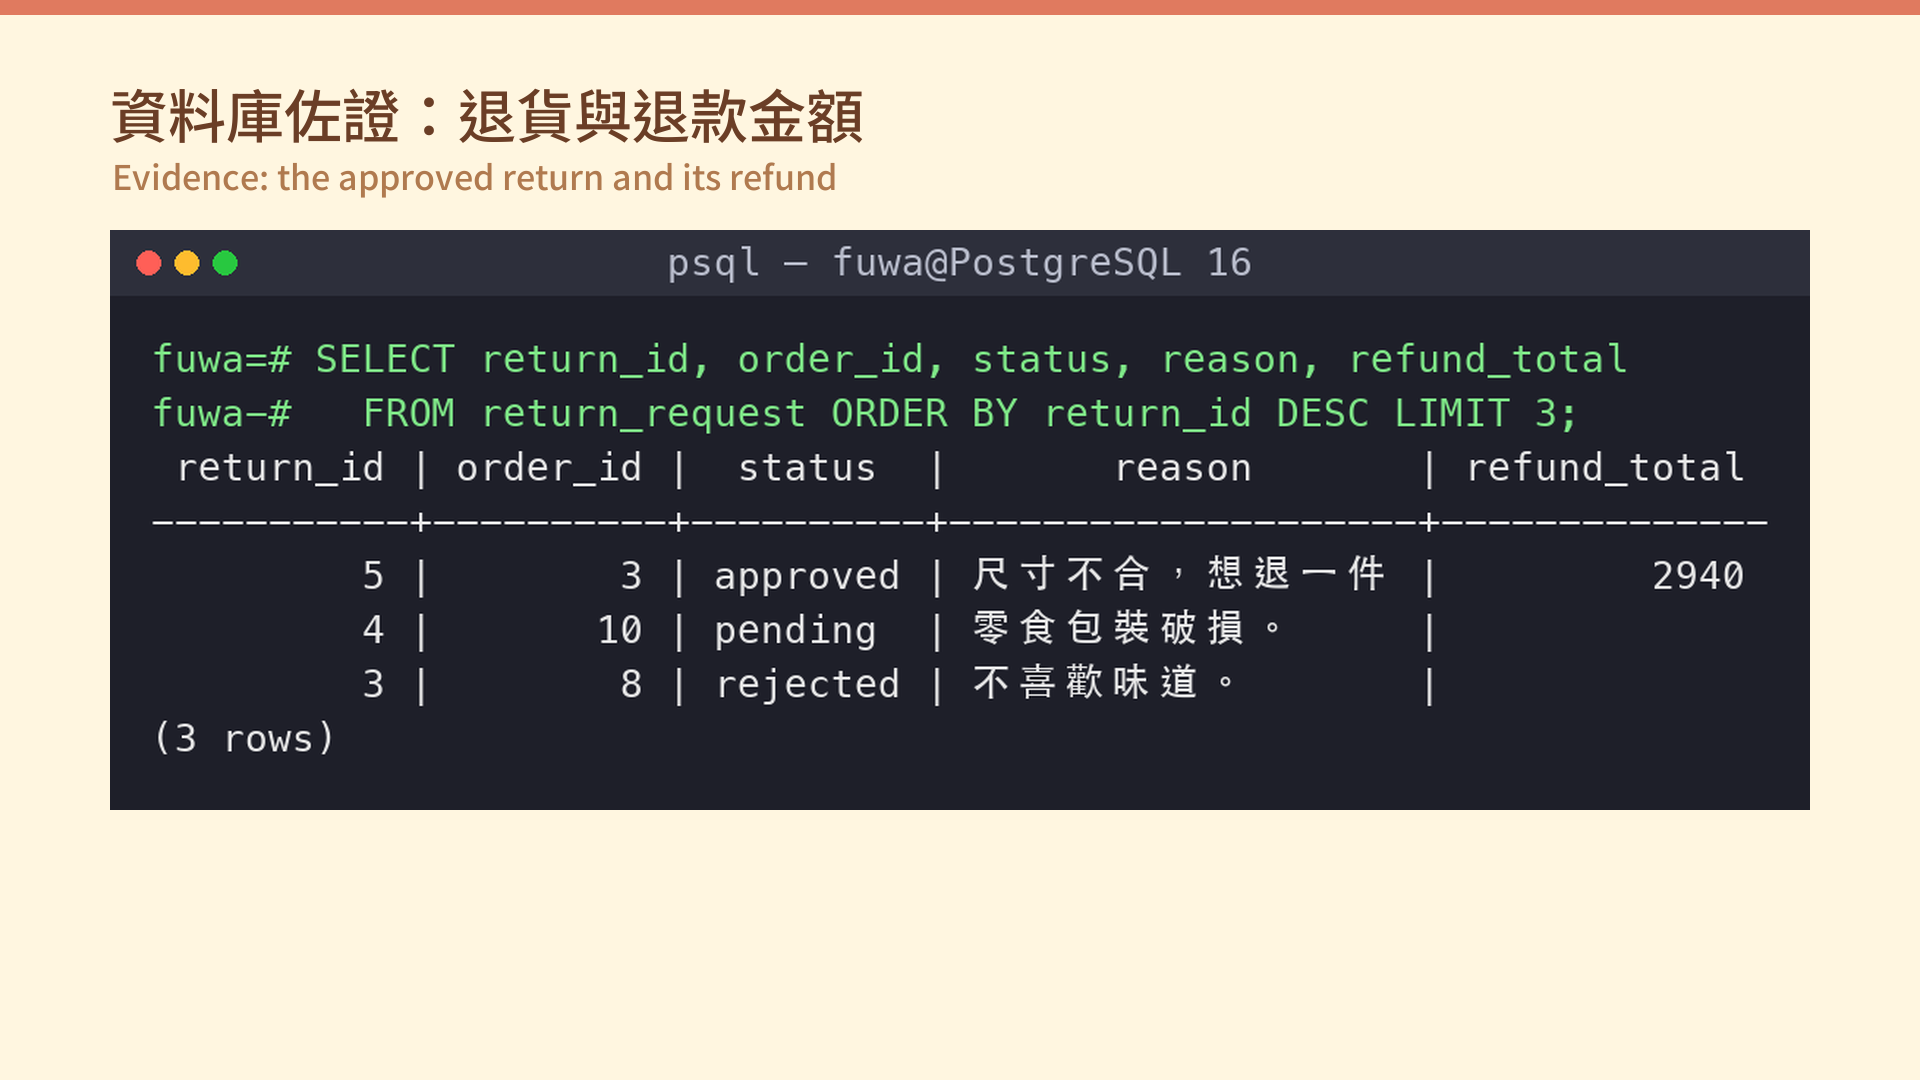 資料庫佐證：退貨與退款金額
Evidence: the approved return and its refund
psql — fuwa@PostgreSQL 16
fuwa=# SELECT return_id, order_id, status, reason, refund_total
fuwa-#   FROM return_request ORDER BY return_id DESC LIMIT 3;
 return_id | order_id |  status  |       reason       | refund_total
-----------+----------+----------+--------------------+--------------
         5 |        3 | approved | 尺寸不合，想退一件 |         2940
         4 |       10 | pending  | 零食包裝破損。     |
         3 |        8 | rejected | 不喜歡味道。       |
(3 rows)